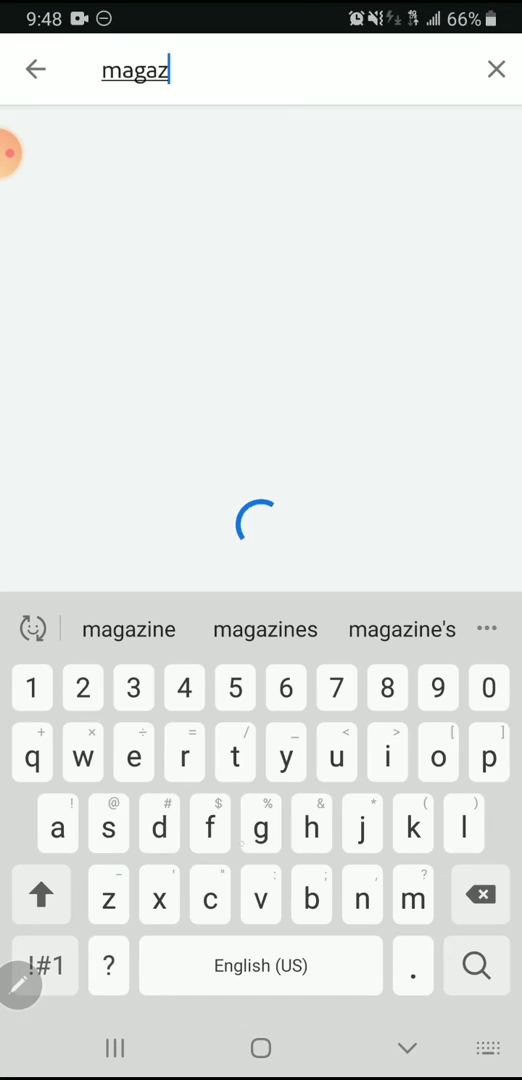 9:48 66%
magaz
magazine magazines magazine's
1 2 3 4 5 6 7 8 9 0
+ × ÷ = / _ < > [ ]
q w e r t y u i o p
! @ # $ % & * ( )
a s d f g h j k l
- ' " : ; , ?
z x c v b n m
!#1 ? English (US) .